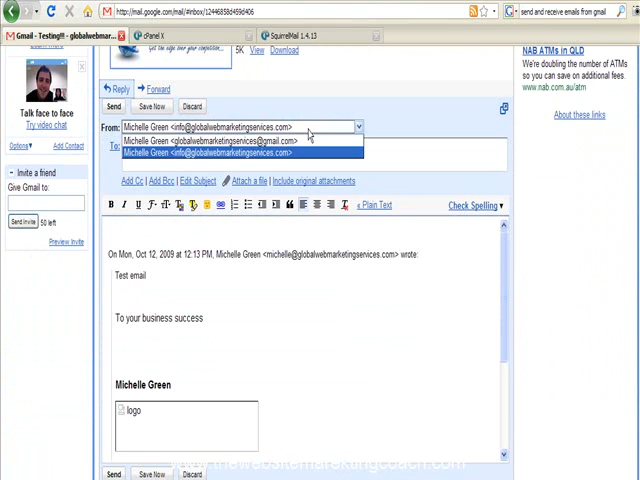 http://mail.google.com/mail/#inbox/12446858d459d406
send and receive emails from gmail
Gmail - Testing!!! - globalwebmar...
cPanel X
SquirrelMail 1.4.13
5K View Download
NAB ATMs in QLD
We're doubling the number of ATMs
so you can save on additional fees.
www.nab.com.au/atm
About these links
Talk face to face
Try video chat
Options▾ Add Contact
Invite a friend
Give Gmail to:
Send Invite 50 left
Preview Invite
Reply Forward
Send Save Now Discard
From: Michelle Green <info@globalwebmarketingservices.com>
Michelle Green <globalwebmarketingservices@gmail.com>
Michelle Green <info@globalwebmarketingservices.com>
To:
Add Cc | Add Bcc | Edit Subject Attach a file | Include original attachments
B I U « Plain Text Check Spelling▾
On Mon, Oct 12, 2009 at 12:13 PM, Michelle Green <michelle@globalwebmarketingservices.com> wrote:
Test email
To your business success
Michelle Green
logo
www.thewebsitemarketingcoach.com
Send Save Now Discard